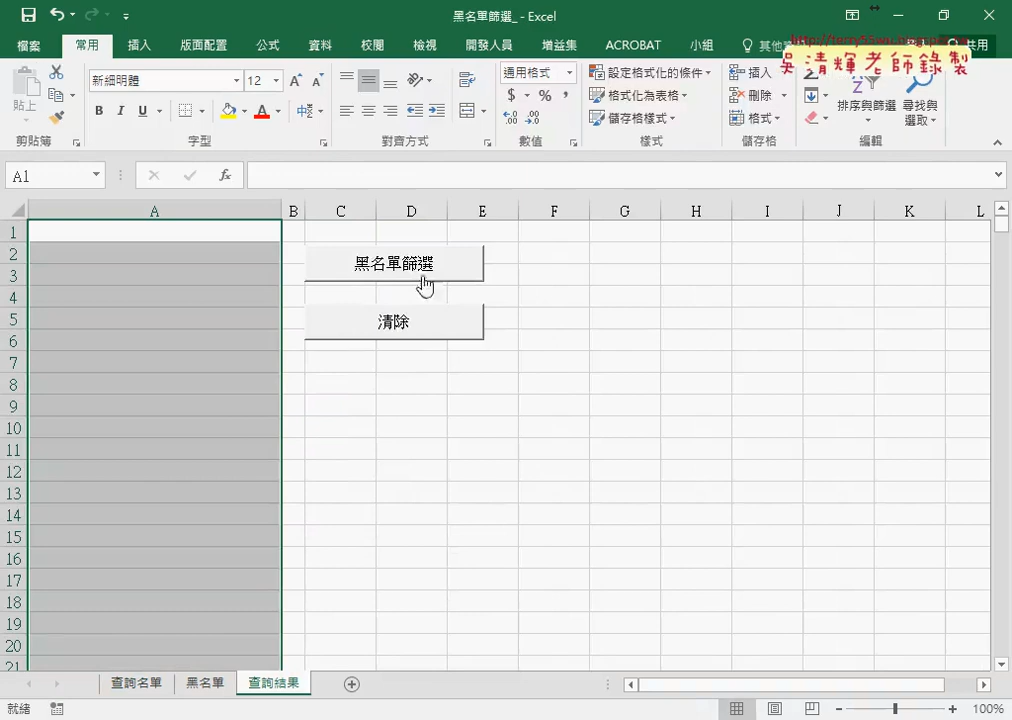 黑名單篩選_ - Excel
檔案 常用 插入 版面配置 公式 資料 校閱 檢視 開發人員 增益集 ACROBAT 小組 其他 共用
吳清輝老師錄製
貼上
新細明體 12 A A
B I U A 中
通用格式
$ % ,
設定格式化的條件
格式化為表格
儲存格樣式
插入
刪除
格式
排序與篩選
尋找與
選取
剪貼簿 字型 對齊方式 數值 樣式 儲存格 編輯
A1 fx
A B C D E F G H I J K L
1
2
3
4
5
6
7
8
9
10
11
12
13
14
15
16
17
18
19
20
21
黑名單篩選
清除
查詢名單 黑名單 查詢結果
就緒 100%